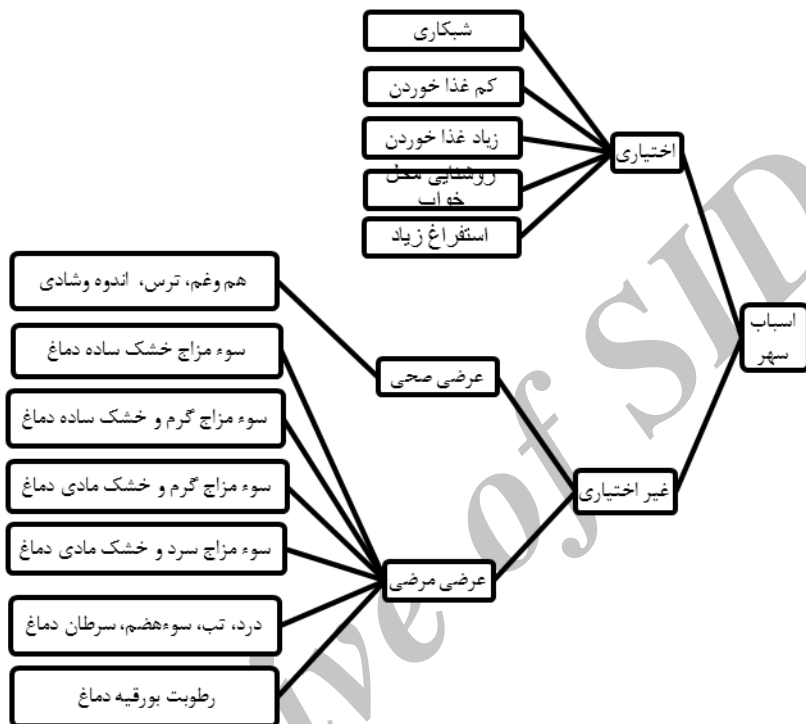 اسباب
سهر
اختیاری
شبکاری
کم غذا خوردن
زیاد غذا خوردن
روشنایی محل
خواب
استفراغ زیاد
غیر اختیاری
عرضی صحی
هم وغم، ترس، اندوه وشادی
عرضی مرضی
سوء مزاج خشک ساده دماغ
سوء مزاج گرم و خشک ساده دماغ
سوء مزاج گرم و خشک مادی دماغ
سوء مزاج سرد و خشک مادی دماغ
درد، تب، سوءهضم، سرطان دماغ
رطوبت بورقیه دماغ
ive of SID